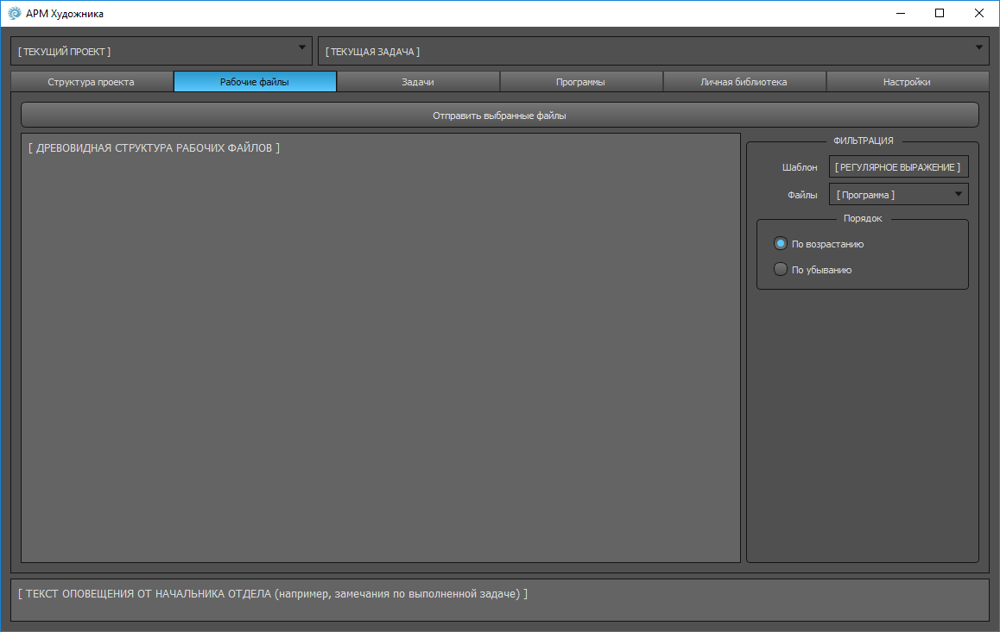 АРМ Художника
[ ТЕКУЩИЙ ПРОЕКТ ]
[ ТЕКУЩАЯ ЗАДАЧА ]
Структура проекта
Рабочие файлы
Задачи
Программы
Личная библиотека
Настройки
Отправить выбранные файлы
[ ДРЕВОВИДНАЯ СТРУКТУРА РАБОЧИХ ФАЙЛОВ ]
ФИЛЬТРАЦИЯ
Шаблон
[ РЕГУЛЯРНОЕ ВЫРАЖЕНИЕ ]
Файлы
[ Программа ]
Порядок
По возрастанию
По убыванию
[ ТЕКСТ ОПОВЕЩЕНИЯ ОТ НАЧАЛЬНИКА ОТДЕЛА (например, замечания по выполненной задаче) ]